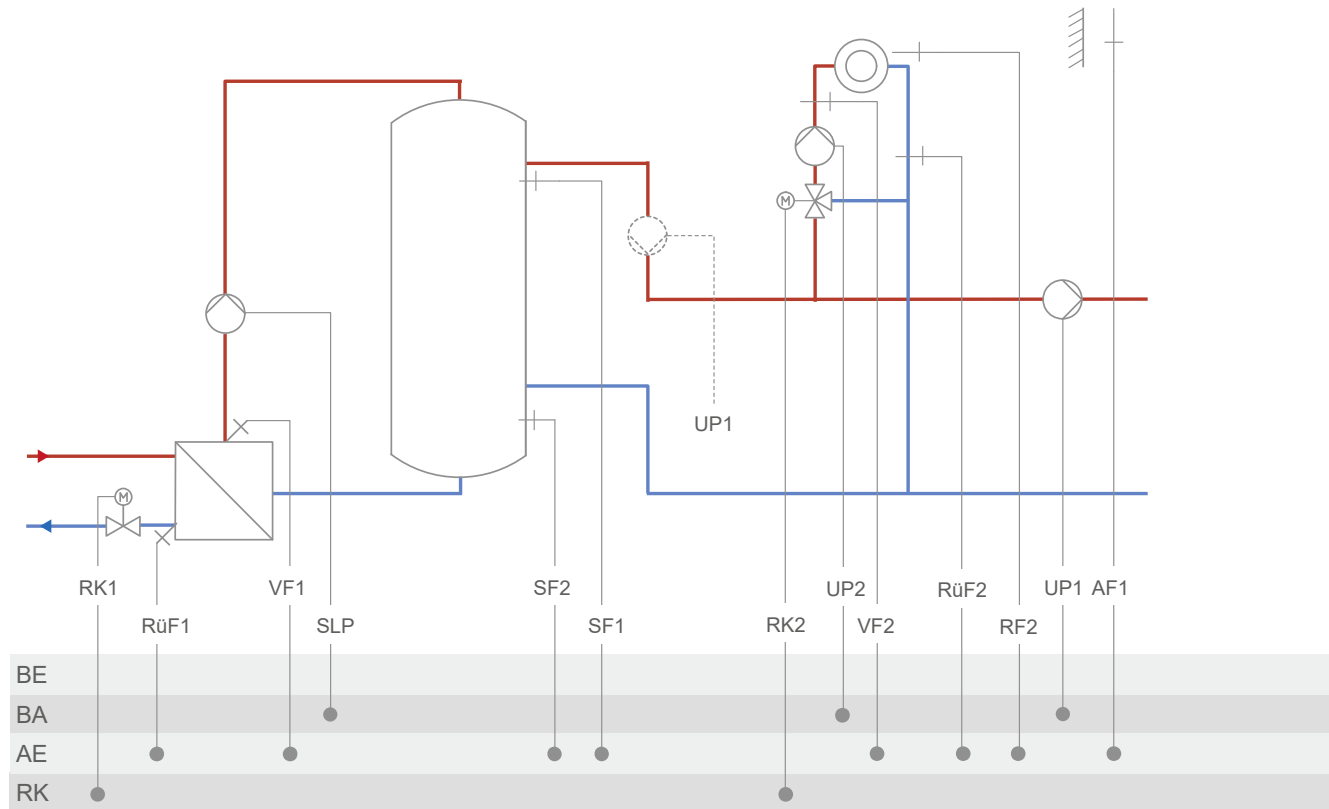 M
UP1
M
RK1
VF1
SF2
UP2
RüF2
UP1
AF1
RüF1
SLP
SF1
RK2
VF2
RF2
BE
BA
AE
RK